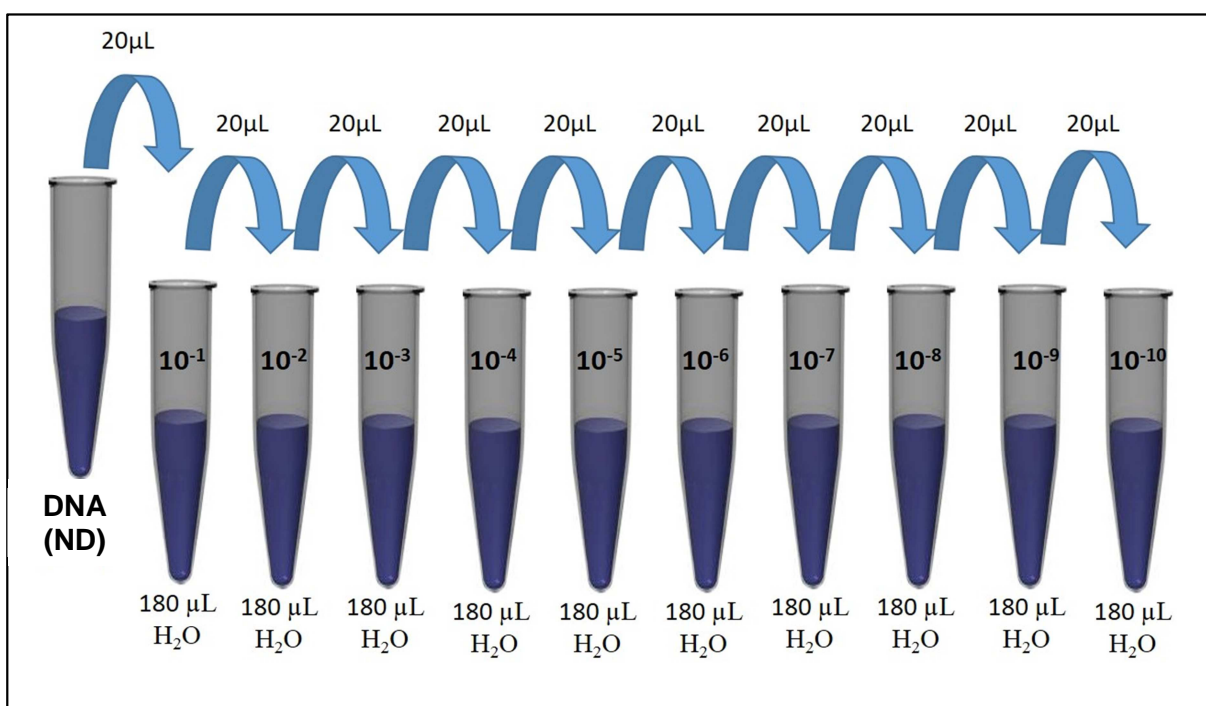 20µL
20µL 20µL 20µL 20µL 20µL 20µL 20µL 20µL 20µL
10⁻¹ 10⁻² 10⁻³ 10⁻⁴ 10⁻⁵ 10⁻⁶ 10⁻⁷ 10⁻⁸ 10⁻⁹ 10⁻¹⁰
DNA
(ND)
180 µL 180 µL 180 µL 180 µL 180 µL 180 µL 180 µL 180 µL 180 µL 180 µL
H₂O H₂O H₂O H₂O H₂O H₂O H₂O H₂O H₂O H₂O